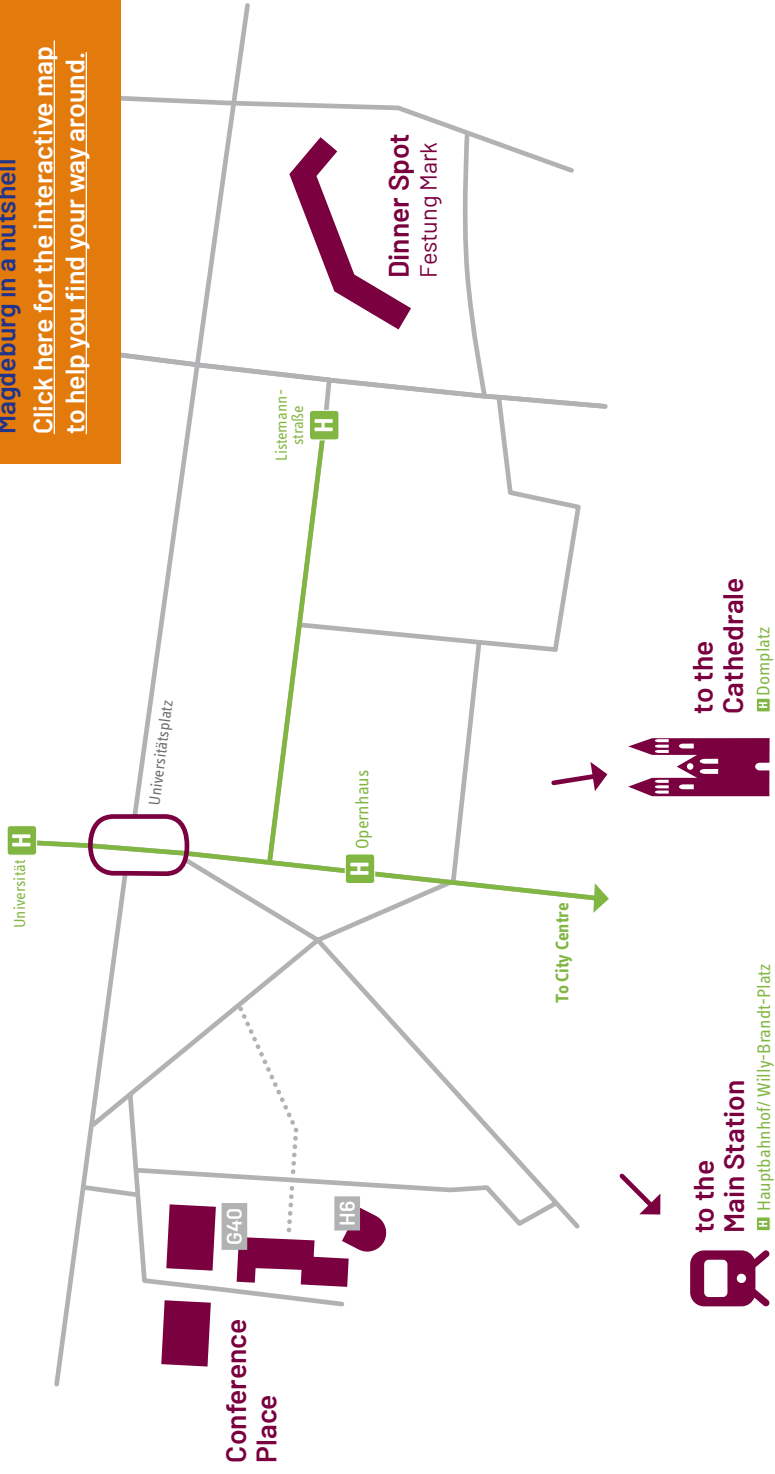 Magdeburg in a nutshell
Click here for the interactive map
to help you find your way around.
Universität
H
Universitätsplatz
Listemann-
straße
H
H Opernhaus
Dinner Spot
Festung Mark
Conference
Place
G40
H6
To City Centre
to the
Main Station
H Hauptbahnhof/ Willy-Brandt-Platz
to the
Cathedrale
H Domplatz